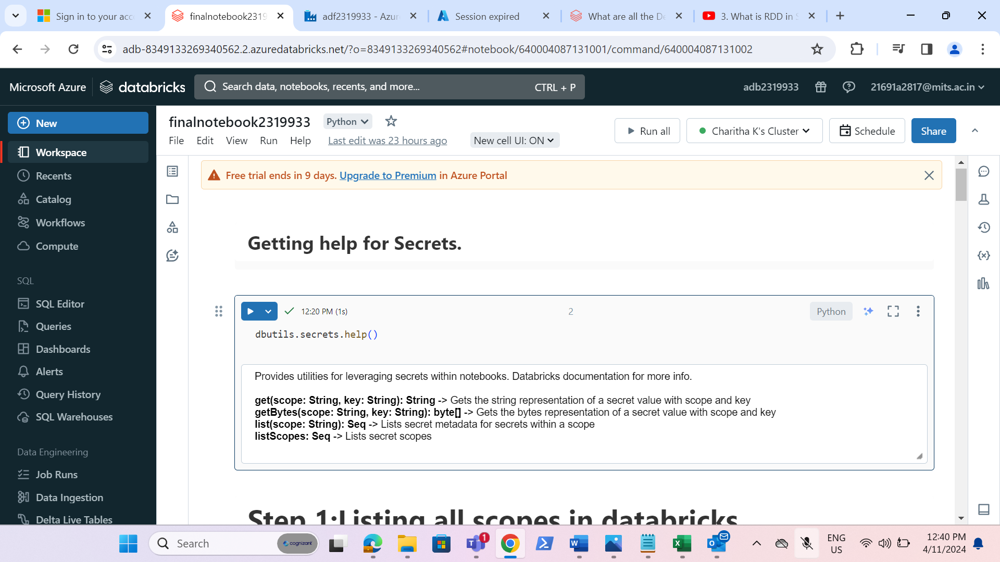 Sign in to your acc
finalnotebook2319
adf2319933 - Azur
Session expired
What are all the De
3. What is RDD in S
adb-8349133269340562.2.azuredatabricks.net/?o=8349133269340562#notebook/640004087131001/command/640004087131002
Microsoft Azure
databricks
Search data, notebooks, recents, and more...
CTRL + P
adb2319933
21691a2817@mits.ac.in
New
Workspace
Recents
Catalog
Workflows
Compute
SQL
SQL Editor
Queries
Dashboards
Alerts
Query History
SQL Warehouses
Data Engineering
Job Runs
Data Ingestion
Delta Live Tables
finalnotebook2319933
Python
File Edit View Run Help
Last edit was 23 hours ago
New cell UI: ON
Run all
Charitha K's Cluster
Schedule
Share
Free trial ends in 9 days. Upgrade to Premium in Azure Portal
Getting help for Secrets.
12:20 PM (1s)
2
Python
dbutils.secrets.help()
Provides utilities for leveraging secrets within notebooks. Databricks documentation for more info.
get(scope: String, key: String): String -> Gets the string representation of a secret value with scope and key
getBytes(scope: String, key: String): byte[] -> Gets the bytes representation of a secret value with scope and key
list(scope: String): Seq -> Lists secret metadata for secrets within a scope
listScopes: Seq -> Lists secret scopes
Step 1:Listing all scopes in databricks
Search
cognizant
1
ENG
US
12:40 PM
4/11/2024